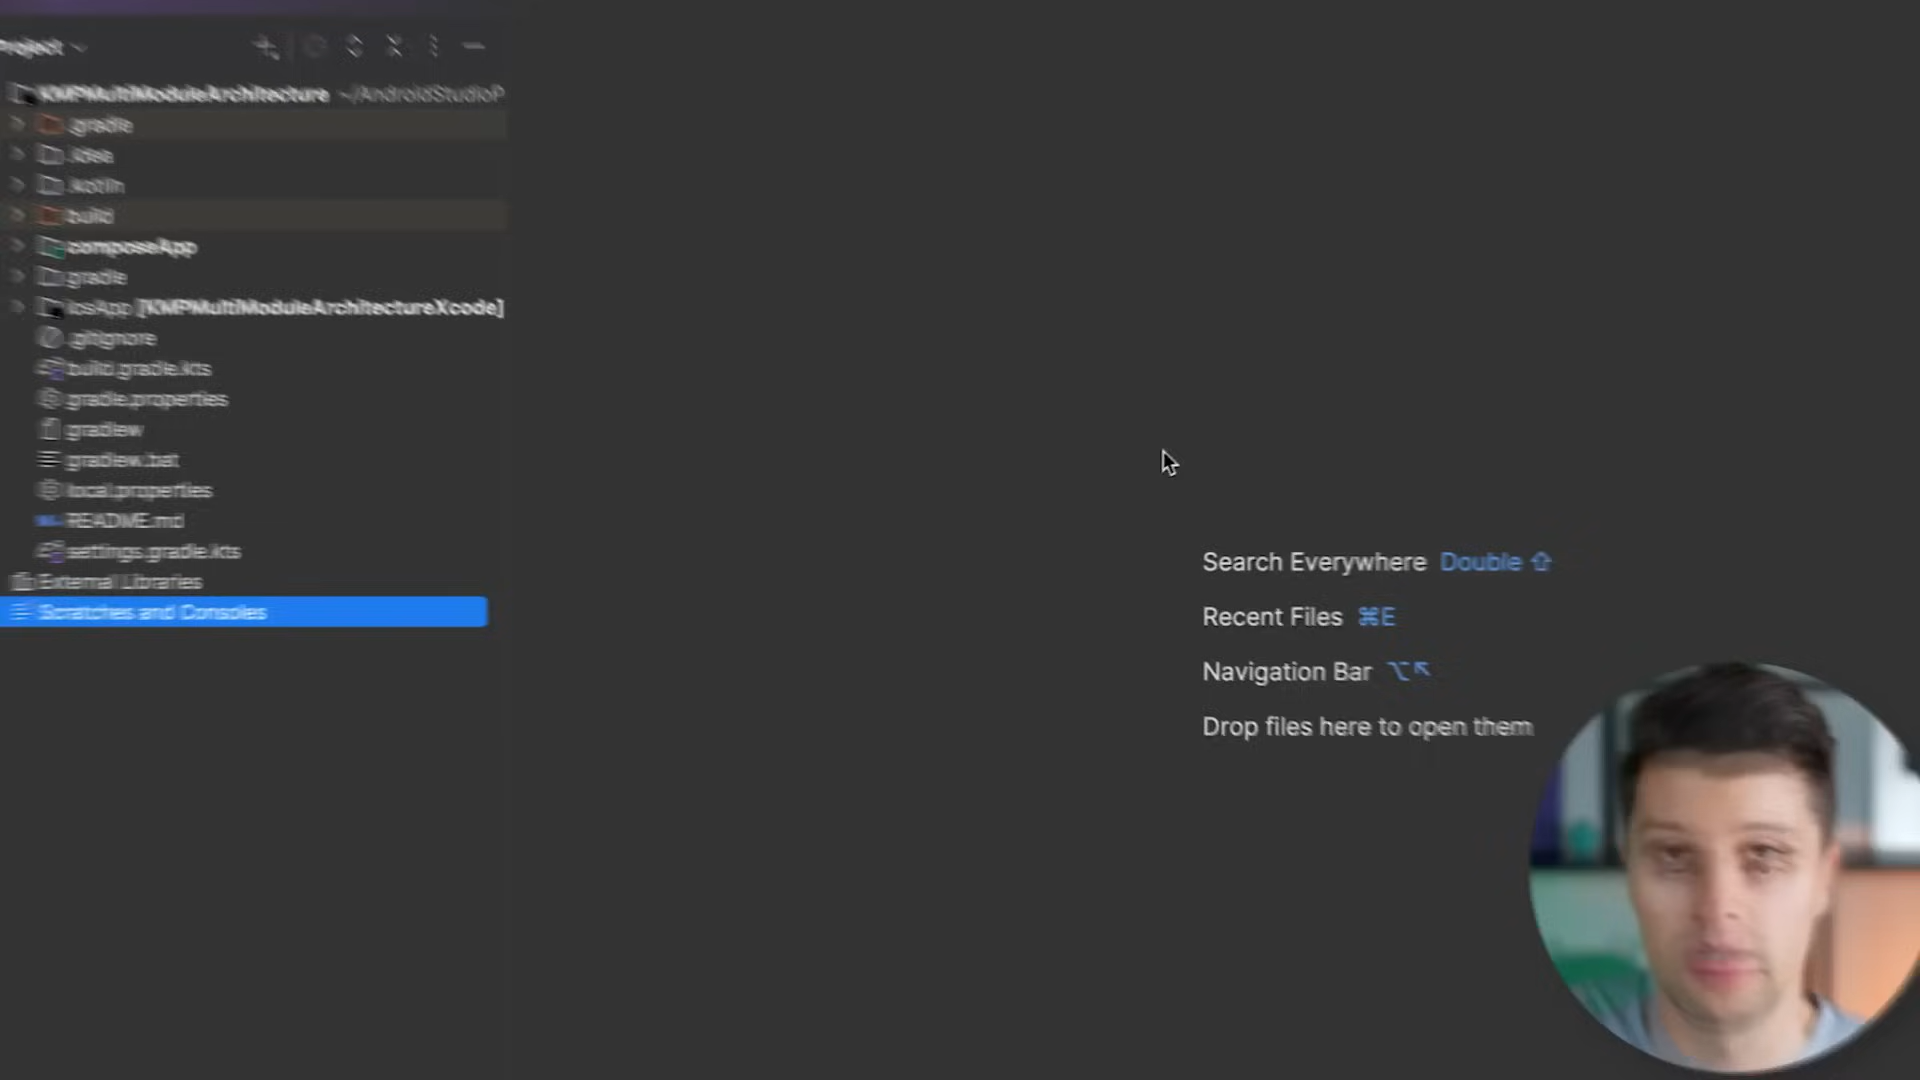 Project
KMPMultiModuleArchitecture ~/AndroidStudioP
.gradle
.idea
.kotlin
build
composeApp
gradle
iosApp [KMPMultiModuleArchitectureXcode]
.gitignore
build.gradle.kts
gradle.properties
gradlew
gradlew.bat
local.properties
README.md
settings.gradle.kts
External Libraries
Scratches and Consoles
Search Everywhere Double ⇧
Recent Files ⌘E
Navigation Bar ⌥↖
Drop files here to open them